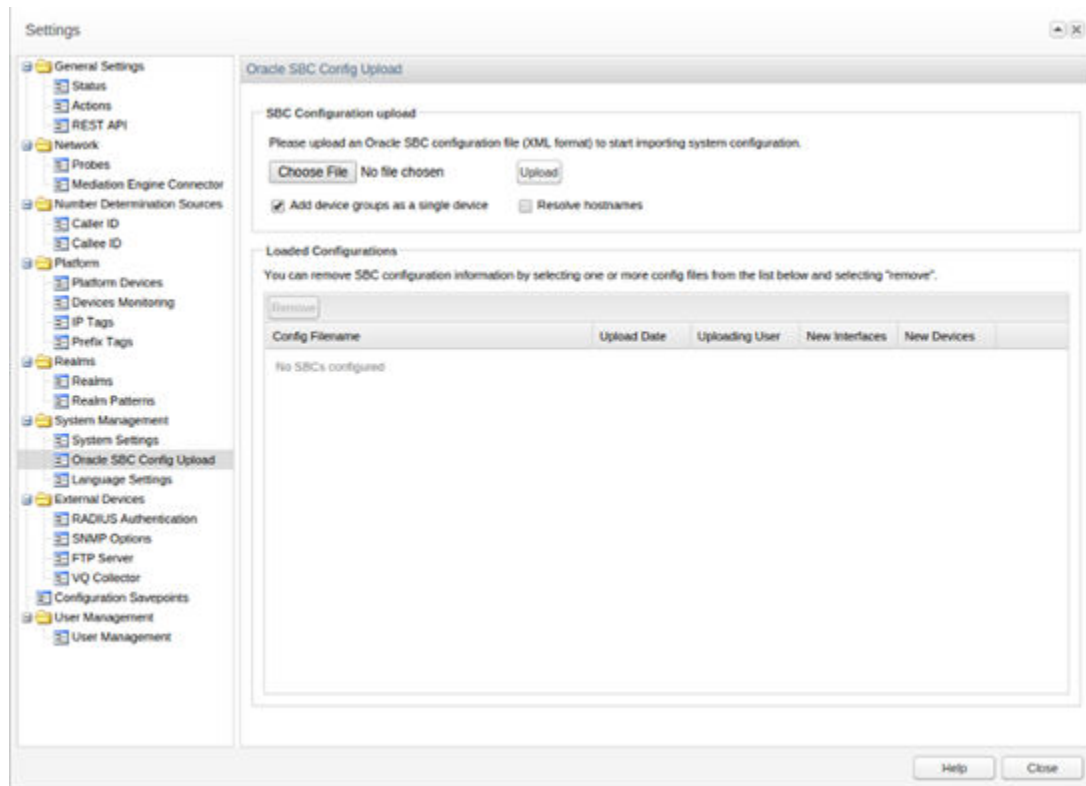 Settings
General Settings
Status
Actions
REST API
Network
Probes
Mediation Engine Connector
Number Determination Sources
Caller ID
Callee ID
Platform
Platform Devices
Devices Monitoring
IP Tags
Prefix Tags
Realms
Realms
Realm Patterns
System Management
System Settings
Oracle SBC Config Upload
Language Settings
External Devices
RADIUS Authentication
SNMP Options
FTP Server
VQ Collector
Configuration Savepoints
User Management
User Management
Oracle SBC Config Upload
SBC Configuration upload
Please upload an Oracle SBC configuration file (XML format) to start importing system configuration.
Choose File No file chosen Upload
Add device groups as a single device Resolve hostnames
Loaded Configurations
You can remove SBC configuration information by selecting one or more config files from the list below and selecting "remove".
Remove
Config Filename Upload Date Uploading User New Interfaces New Devices
No SBCs configured
Help Close